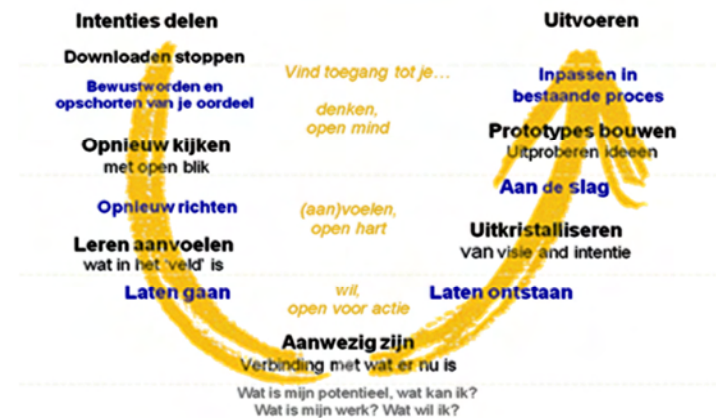 Intenties delen
Downloaden stoppen
Bewustworden en
opschorten van je oordeel
Opnieuw kijken
met open blik
Opnieuw richten
Leren aanvoelen
wat in het 'veld' is
Laten gaan
Vind toegang tot je…
denken,
open mind
(aan)voelen,
open hart
wil,
open voor actie
Aanwezig zijn
Verbinding met wat er nu is
Wat is mijn potentieel, wat kan ik?
Wat is mijn werk? Wat wil ik?
Uitvoeren
Inpassen in
bestaande proces
Prototypes bouwen
Uitproberen ideeen
Aan de slag
Uitkristalliseren
van visie and intentie
Laten ontstaan